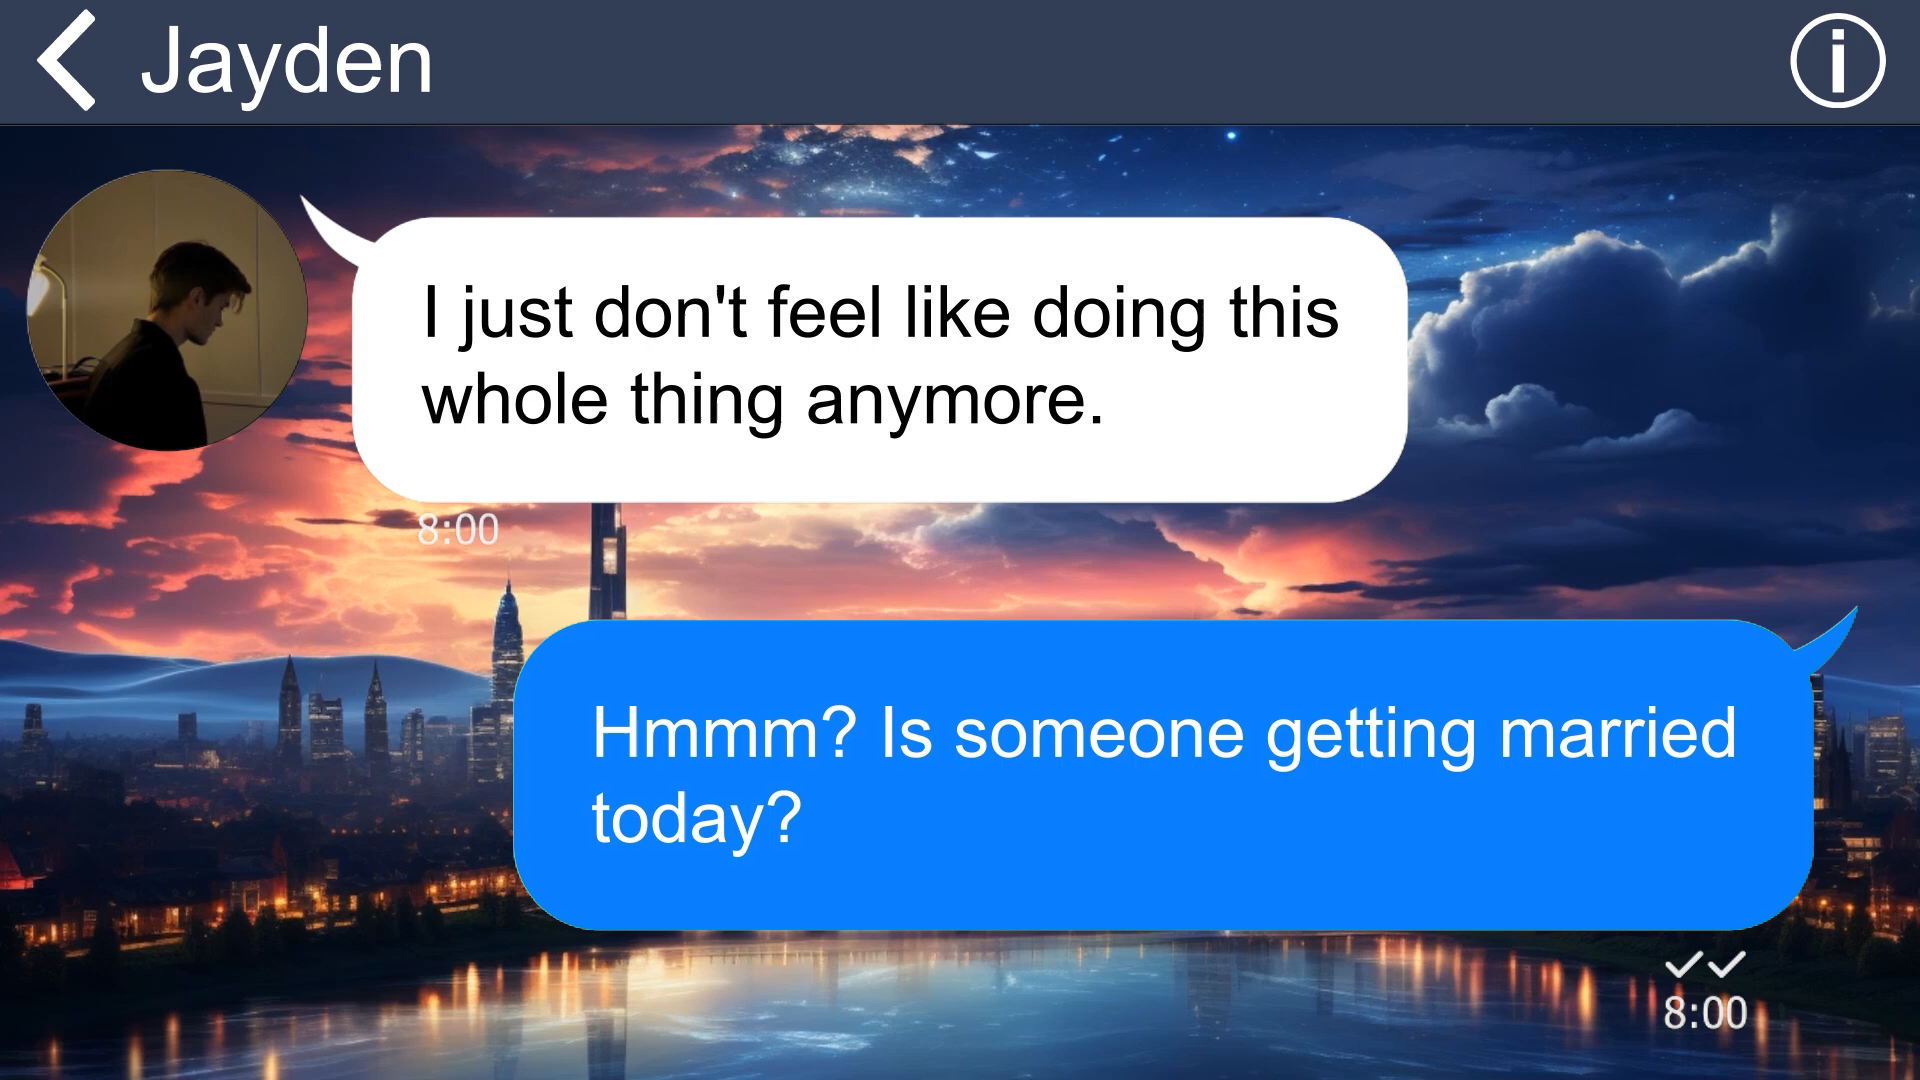 Jayden
I just don't feel like doing this
whole thing anymore.
8:00
Hmmm? Is someone getting married
today?
8:00